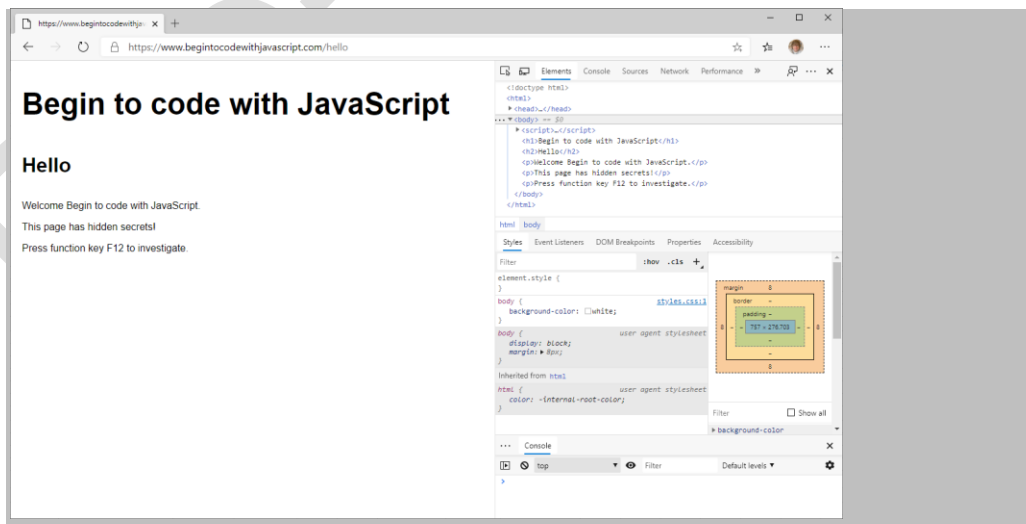 https://www.begintocodewithja
https://www.begintocodewithjavascript.com/hello
Begin to code with JavaScript
Hello
Welcome Begin to code with JavaScript.
This page has hidden secrets!
Press function key F12 to investigate.
Elements Console Sources Network Performance
<!doctype html>
<html>
<head>…</head>
<body> == $0
<script>…</script>
<h1>Begin to code with JavaScript</h1>
<h2>Hello</h2>
<p>Welcome Begin to code with JavaScript.</p>
<p>This page has hidden secrets!</p>
<p>Press function key F12 to investigate.</p>
</body>
</html>
html body
Styles Event Listeners DOM Breakpoints Properties Accessibility
Filter :hov .cls +
element.style {
}
body { styles.css:1
background-color: white;
}
body { user agent stylesheet
display: block;
margin: 8px;
}
Inherited from html
html { user agent stylesheet
color: -internal-root-color;
}
margin 8
border -
padding -
8 - - 787 × 276.703 - - 8
-
-
8
Filter Show all
background-color
Console
top Filter Default levels